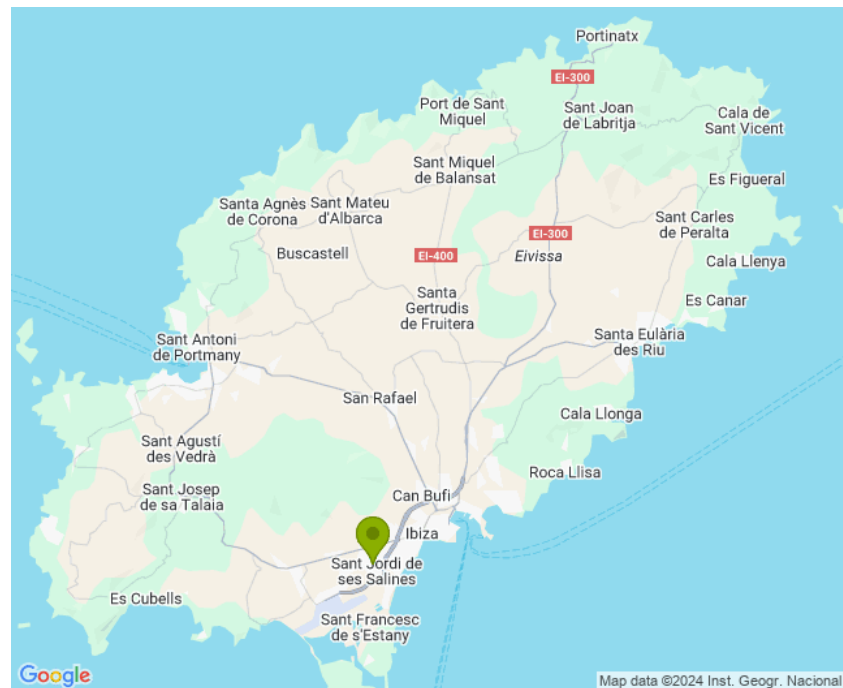 Portinatx
EI-300
Port de Sant
Miquel
Sant Joan
de Labritja
Cala de
Sant Vicent
Sant Miquel
de Balansat
Es Figueral
Santa Agnès
de Corona
Sant Mateu
d'Albarca
Sant Carles
de Peralta
EI-300
Buscastell
EI-400
Eivissa
Cala Llenya
Santa
Gertrudis
de Fruitera
Es Canar
Sant Antoni
de Portmany
Santa Eulària
des Riu
San Rafael
Cala Llonga
Sant Agustí
des Vedrà
Roca Llisa
Sant Josep
de sa Talaia
Can Bufi
Ibiza
Sant Jordi de
ses Salines
Es Cubells
Sant Francesc
de s'Estany
Google
Map data ©2024 Inst. Geogr. Nacional